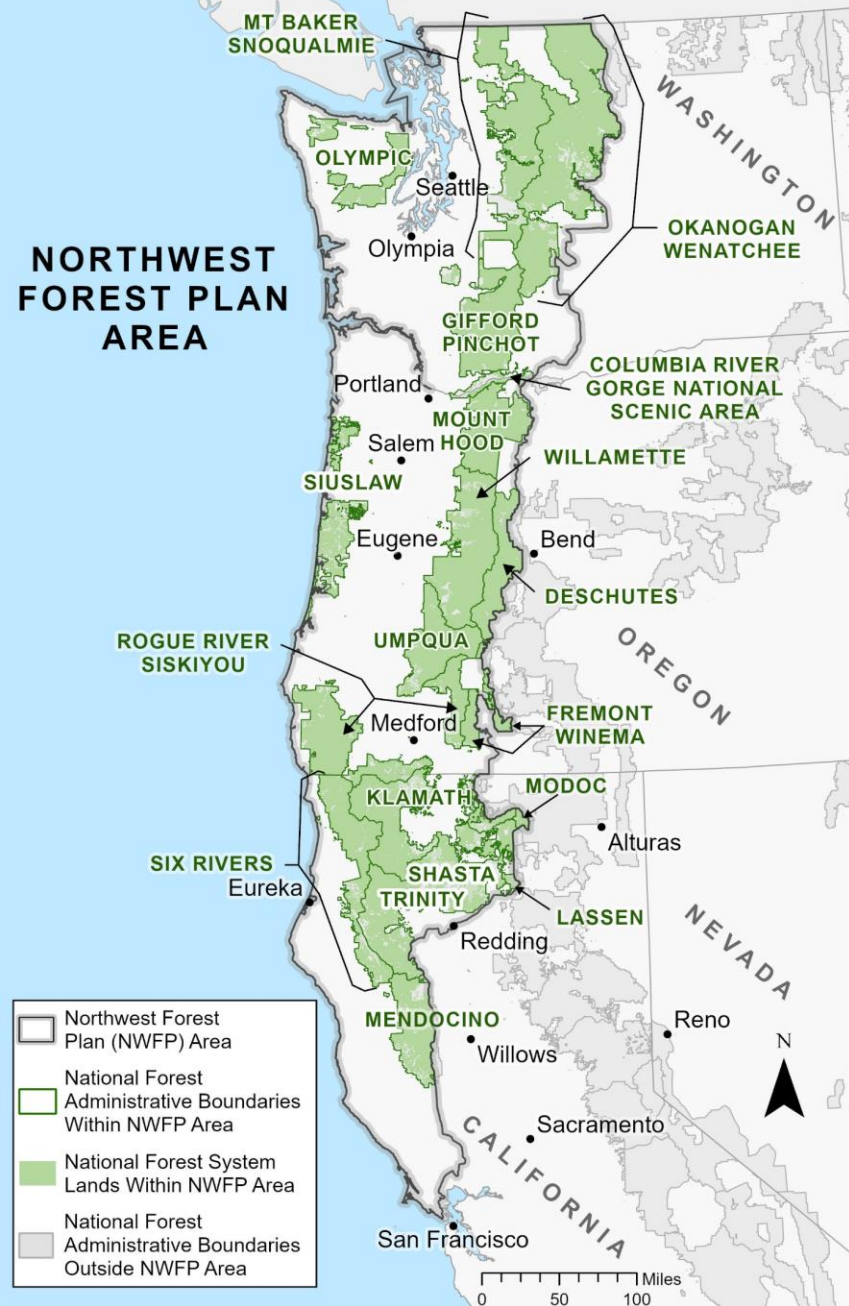 MT BAKER
SNOQUALMIE
WASHINGTON
OLYMPIC
Seattle
Olympia
OKANOGAN
WENATCHEE
NORTHWEST
FOREST PLAN
AREA
GIFFORD
PINCHOT
COLUMBIA RIVER
GORGE NATIONAL
SCENIC AREA
Portland
MOUNT
HOOD
Salem
WILLAMETTE
SIUSLAW
Eugene
Bend
DESCHUTES
OREGON
UMPQUA
ROGUE RIVER
SISKIYOU
FREMONT
WINEMA
Medford
KLAMATH
MODOC
Alturas
SIX RIVERS
SHASTA
TRINITY
Eureka
LASSEN
Redding
NEVADA
MENDOCINO
Reno
Willows
N
Sacramento
CALIFORNIA
San Francisco
Northwest Forest
Plan (NWFP) Area
National Forest
Administrative Boundaries
Within NWFP Area
National Forest System
Lands Within NWFP Area
National Forest
Administrative Boundaries
Outside NWFP Area
Miles
0 50 100